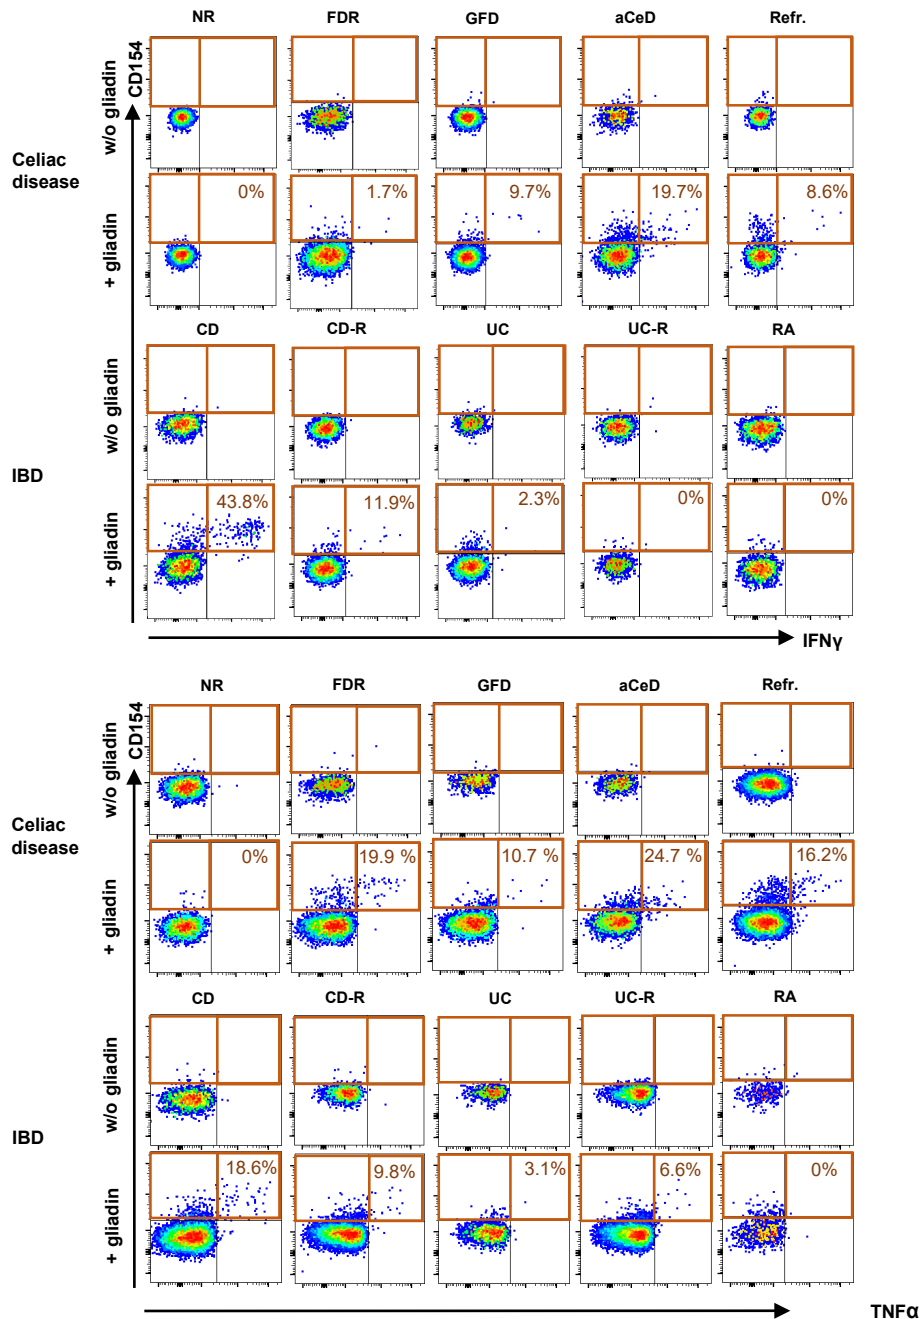 NR FDR GFD aCeD Refr.
CD154
w/o gliadin
Celiac
disease
0% 1.7% 9.7% 19.7% 8.6%
+ gliadin
CD CD-R UC UC-R RA
w/o gliadin
IBD
43.8% 11.9% 2.3% 0% 0%
+ gliadin
IFNγ
NR FDR GFD aCeD Refr.
CD154
w/o gliadin
Celiac
disease
0% 19.9 % 10.7 % 24.7 % 16.2%
+ gliadin
CD CD-R UC UC-R RA
w/o gliadin
IBD
18.6% 9.8% 3.1% 6.6% 0%
+ gliadin
TNFα